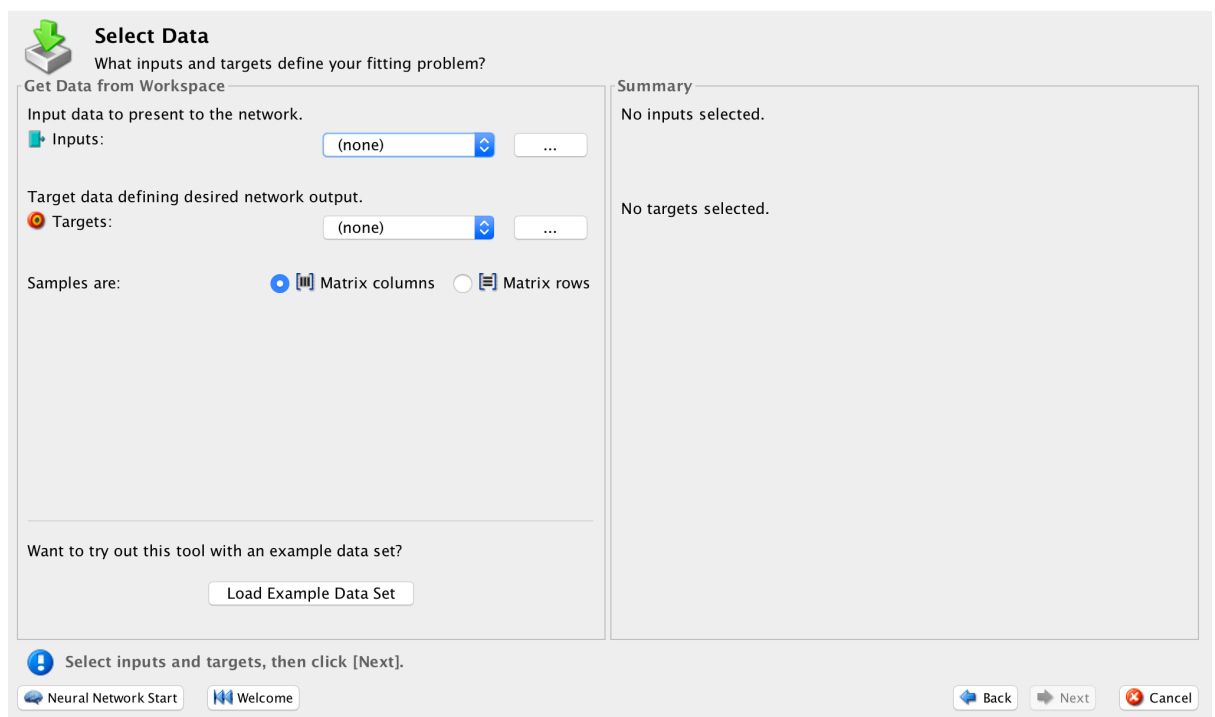 Select Data
What inputs and targets define your fitting problem?
Get Data from Workspace
Input data to present to the network.
Inputs:
(none)
...
Target data defining desired network output.
Targets:
(none)
...
Samples are:
Matrix columns
Matrix rows
Want to try out this tool with an example data set?
Load Example Data Set
Summary
No inputs selected.
No targets selected.
Select inputs and targets, then click [Next].
Neural Network Start
Welcome
Back
Next
Cancel